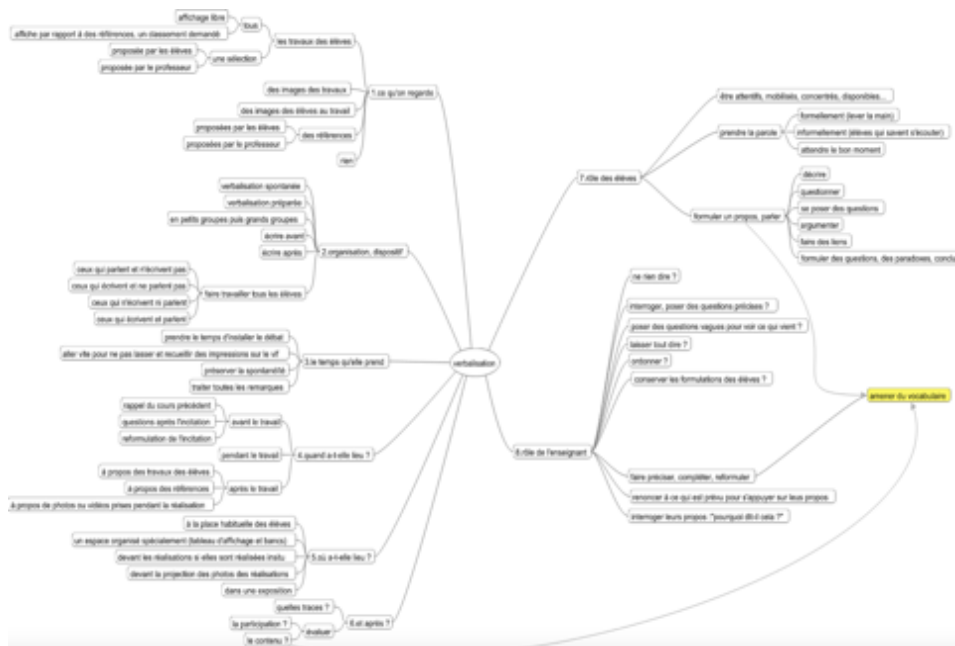 affichage libre
tous
affiche par rapport à des références, un classement demandé
les travaux des élèves
proposée par les élèves
une sélection
proposée par le professeur
des images des travaux
1.ce qu'on regarde
des images des élèves au travail
proposées par les élèves
des références
proposées par le professeur
rien
verbalisation spontanée
verbalisation préparée
en petits groupes puis grands groupes
écrire avant
2.organisation, dispositif
écrire après
ceux qui parlent et n'écrivent pas
ceux qui écrivent et ne parlent pas
faire travailler tous les élèves
ceux qui n'écrivent ni parlent
ceux qui écrivent et parlent
prendre le temps d'installer le débat
aller vite pour ne pas lasser et recueillir des impressions sur le vif
3.le temps qu'elle prend
préserver la spontanéité
traiter toutes les remarques
rappel du cours précédent
questions après l'incitation
avant le travail
reformulation de l'incitation
pendant le travail
4.quand a-t-elle lieu ?
à propos des travaux des élèves
à propos des références
après le travail
à propos de photos ou vidéos prises pendant la réalisation
à la place habituelle des élèves
un espace organisé spécialement (tableau d'affichage et bancs)
devant les réalisations si elles sont réalisées insitu
5.où a-t-elle lieu ?
devant la projection des photos des réalisations
dans une exposition
quelles traces ?
6.et après ?
la participation ?
évaluer
le contenu ?
verbalisation
7.rôle des élèves
être attentifs, mobilisés, concentrés, disponibles...
prendre la parole
formellement (lever la main)
informellement (élèves qui savent s'écouter)
attendre le bon moment
formuler un propos, parler
décrire
questionner
se poser des questions
argumenter
faire des liens
formuler des questions, des paradoxes, conclu
8.rôle de l'enseignant
ne rien dire ?
interroger, poser des questions précises ?
poser des questions vagues pour voir ce qui vient ?
laisser tout dire ?
ordonner ?
conserver les formulations des élèves ?
amener du vocabulaire
faire préciser, compléter, reformuler
renoncer à ce qui est prévu pour s'appuyer sur leus propos
interroger leurs propos. "pourquoi dit-il cela ?"